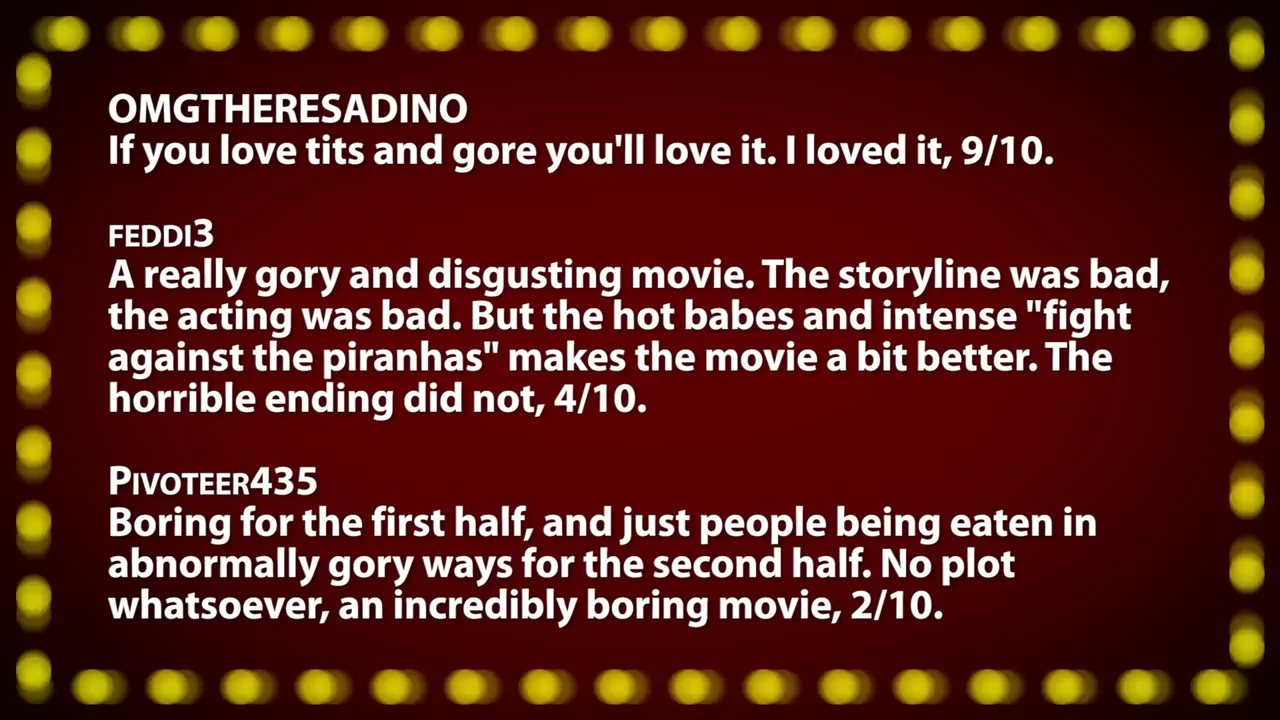 OMGTHERESADINO
If you love tits and gore you'll love it. I loved it, 9/10.
FEDDI3
A really gory and disgusting movie. The storyline was bad,
the acting was bad. But the hot babes and intense "fight
against the piranhas" makes the movie a bit better. The
horrible ending did not, 4/10.
PIVOTEER435
Boring for the first half, and just people being eaten in
abnormally gory ways for the second half. No plot
whatsoever, an incredibly boring movie, 2/10.